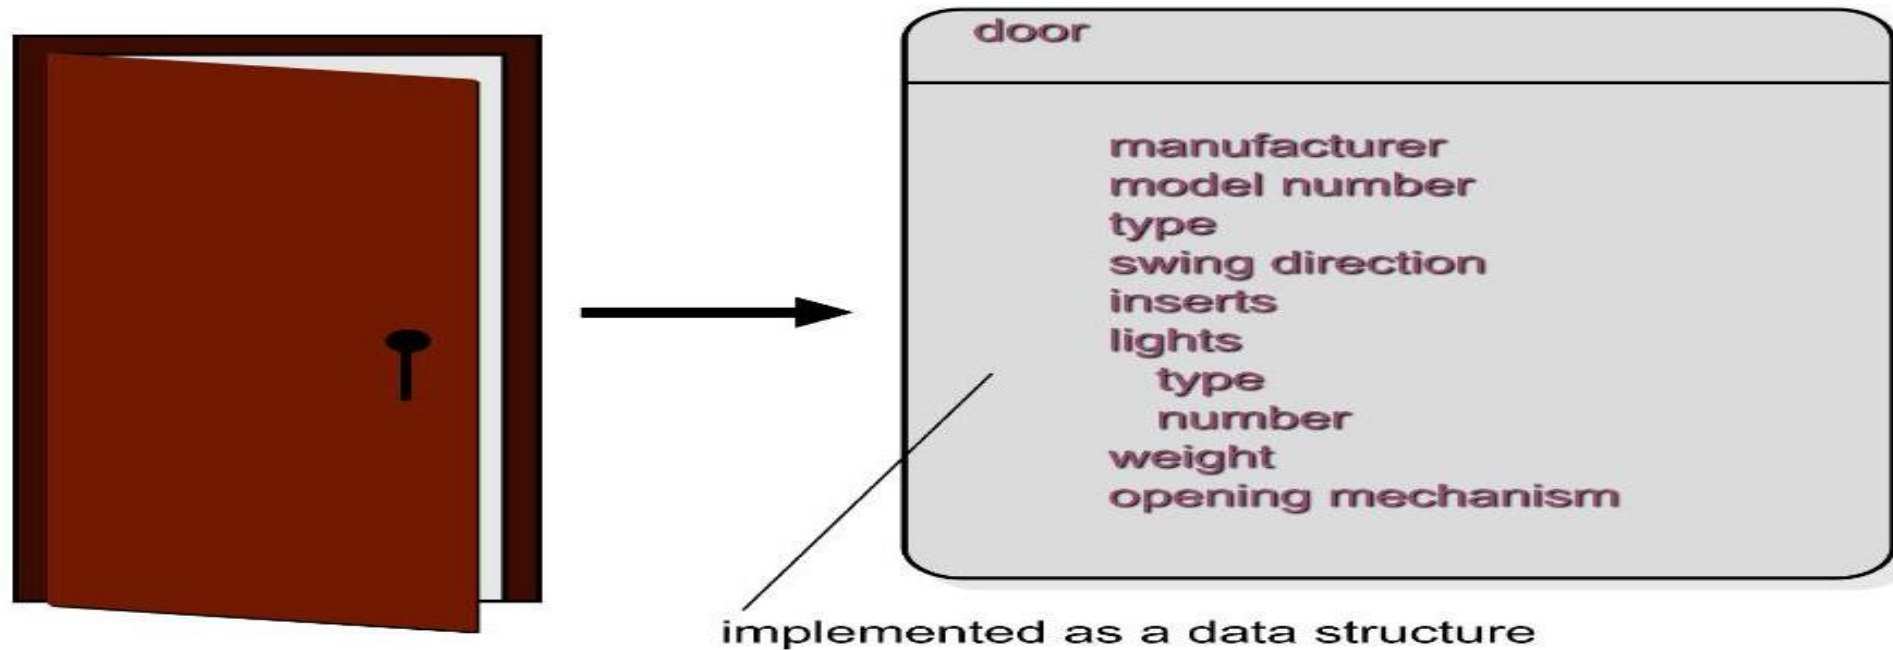 door
manufacturer
model number
type
swing direction
inserts
lights
type
number
weight
opening mechanism
implemented as a data structure